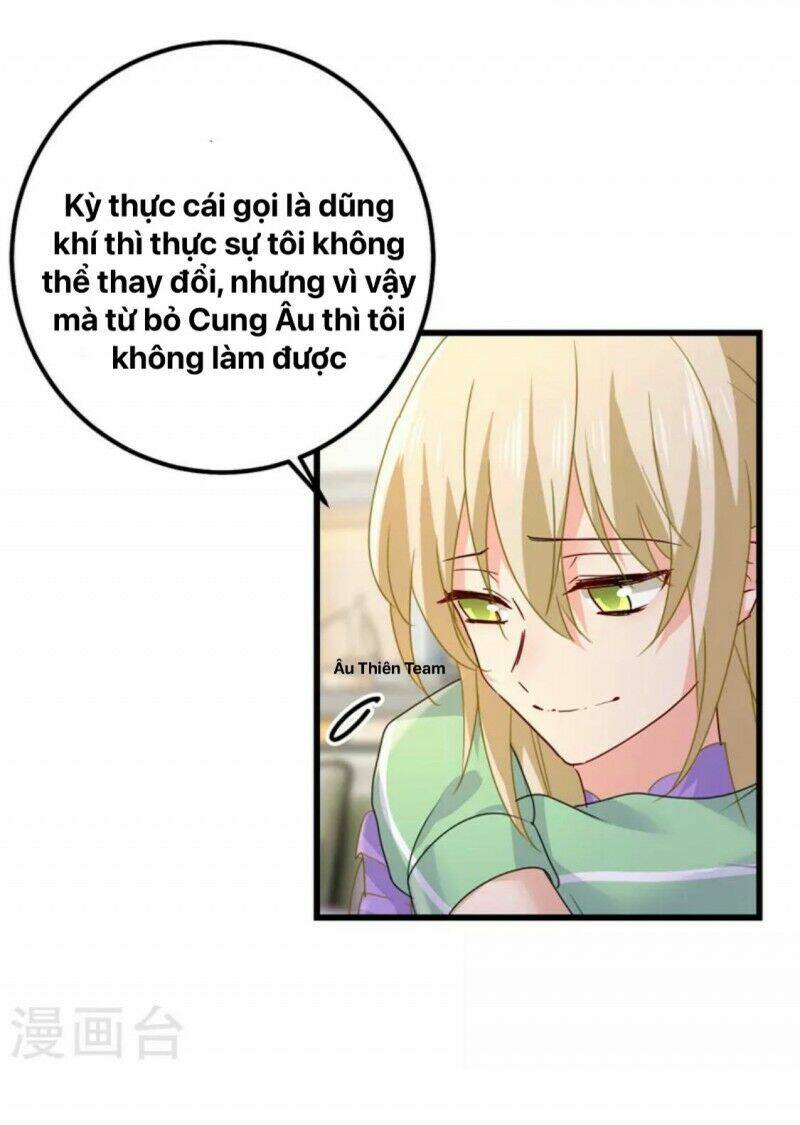 Kỳ thực cái gọi là dũng
khí thì thực sự tôi không
thể thay đổi, nhưng vì vậy
mà từ bỏ Cung Âu thì tôi
không làm được
Âu Thiên Team
漫画台